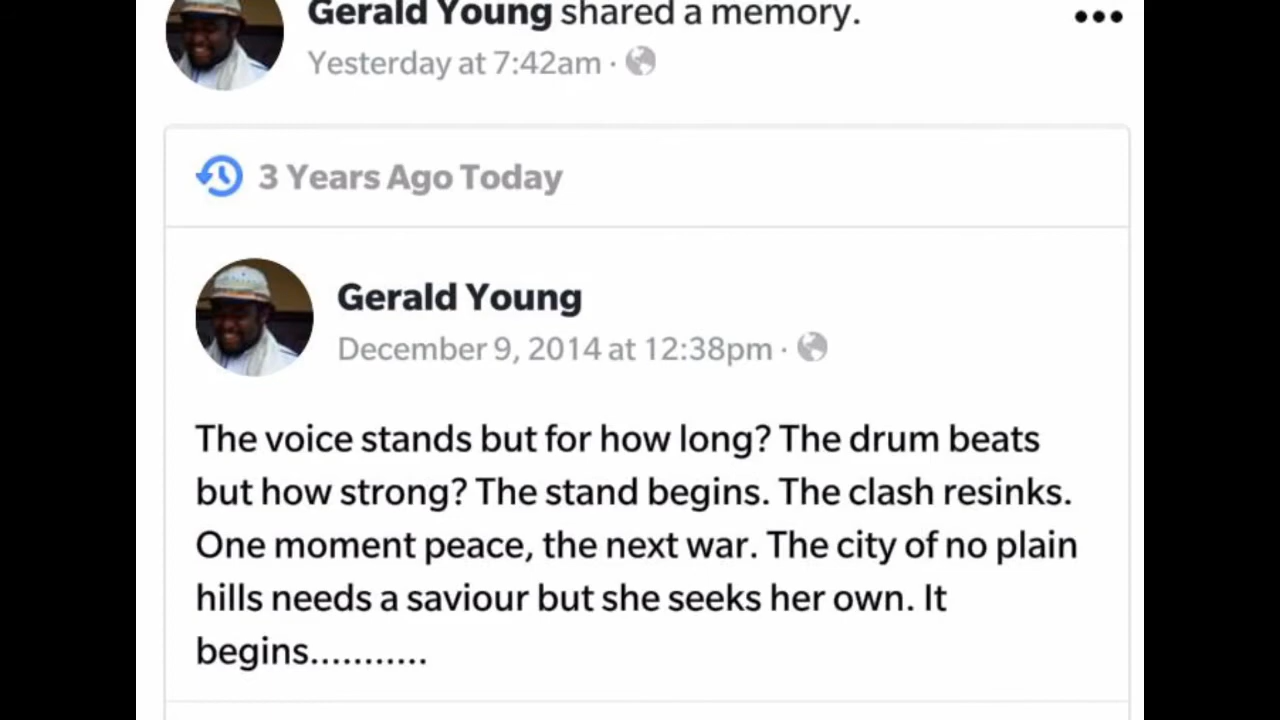 Gerald Young shared a memory.
Yesterday at 7:42am ·
3 Years Ago Today
Gerald Young
December 9, 2014 at 12:38pm ·
The voice stands but for how long? The drum beats
but how strong? The stand begins. The clash resinks.
One moment peace, the next war. The city of no plain
hills needs a saviour but she seeks her own. It
begins...........